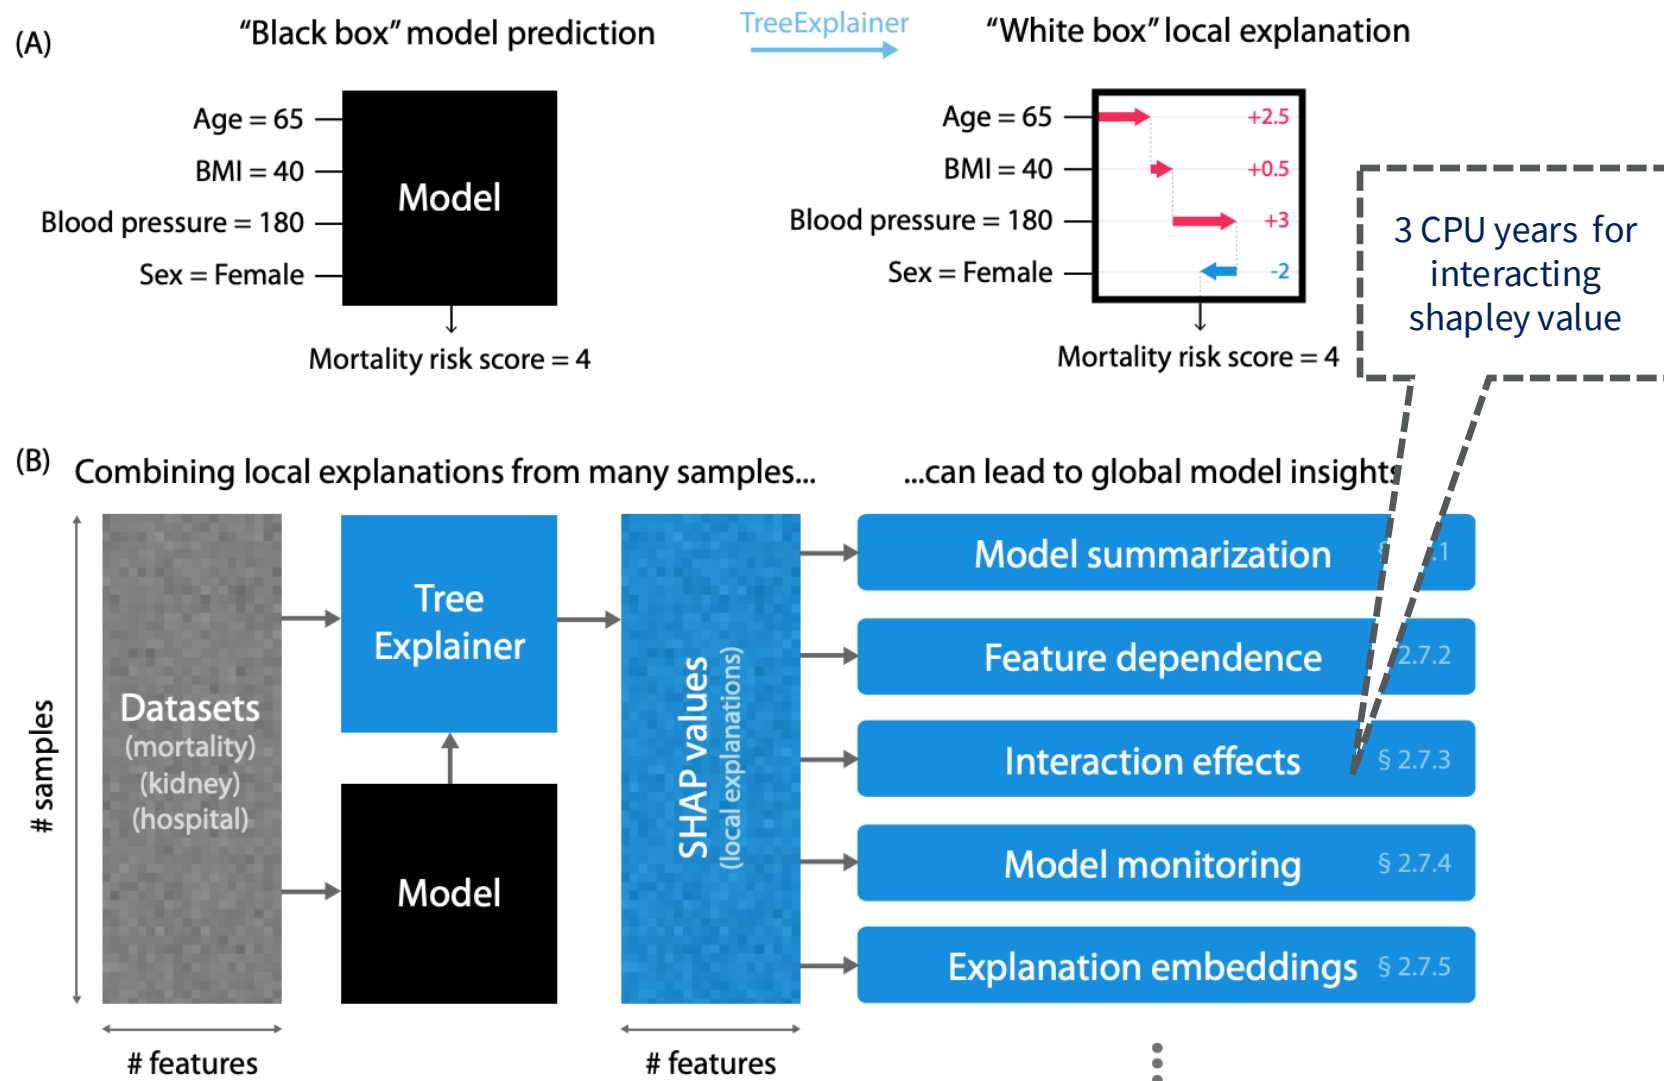 (A)
“Black box” model prediction
TreeExplainer
“White box” local explanation
Age = 65
BMI = 40
Blood pressure = 180
Sex = Female
Model
Mortality risk score = 4
Age = 65
+2.5
BMI = 40
+0.5
Blood pressure = 180
+3
Sex = Female
-2
Mortality risk score = 4
3 CPU years for
interacting
shapley value
(B)
Combining local explanations from many samples...
...can lead to global model insights
# samples
Datasets
(mortality)
(kidney)
(hospital)
# features
Tree
Explainer
Model
SHAP values
(local explanations)
# features
Model summarization
Feature dependence
2.7.2
Interaction effects
§ 2.7.3
Model monitoring
§ 2.7.4
Explanation embeddings
§ 2.7.5